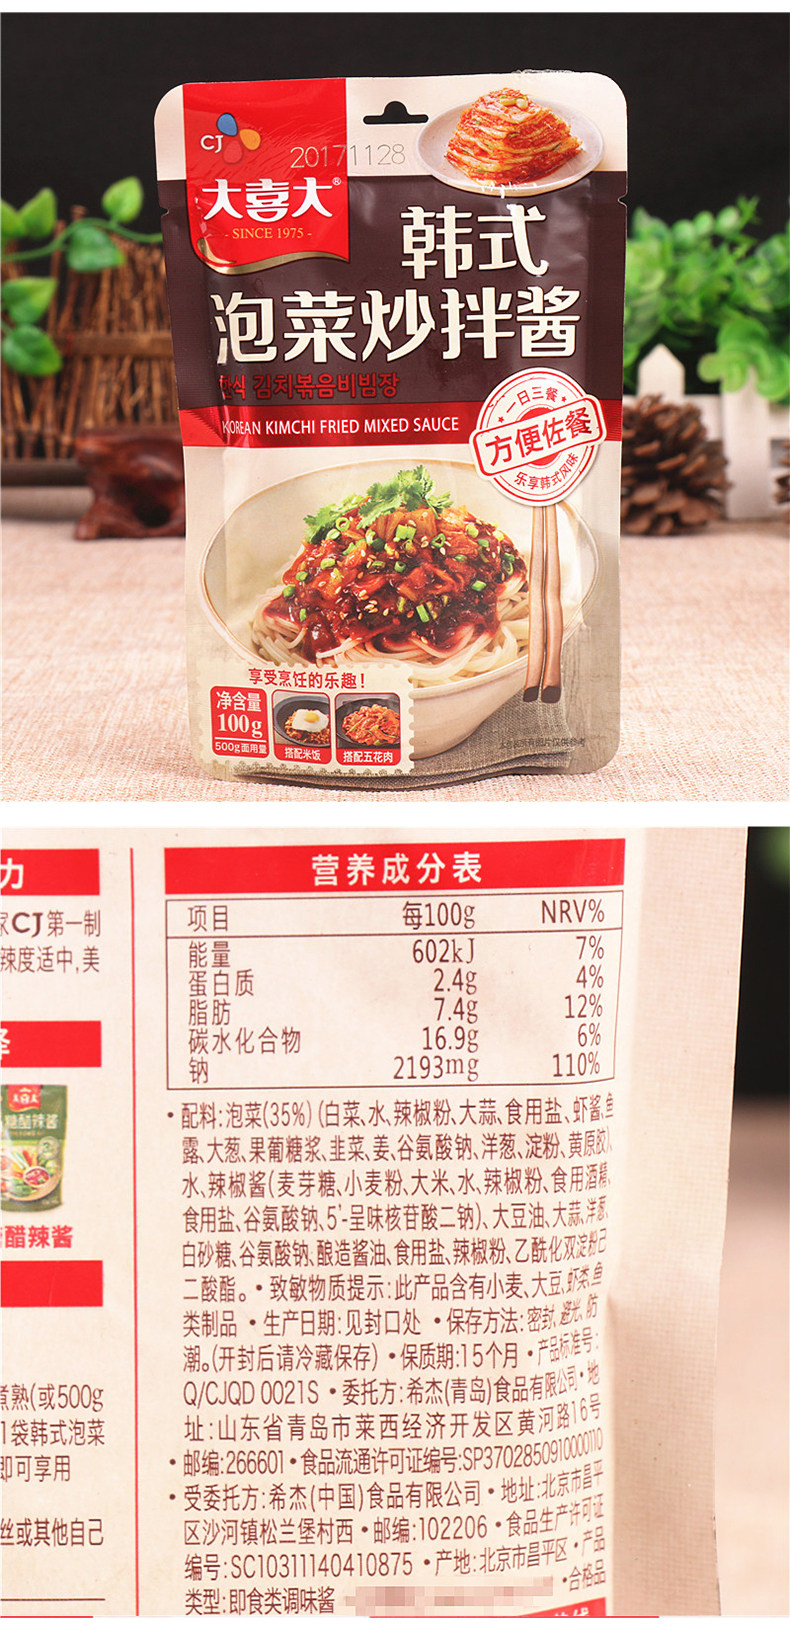 CJ
20171128
大喜大®
- SINCE 1975 -
韩式
泡菜炒拌酱
한식 김치볶음비빔장
KOREAN KIMCHI FRIED MIXED SAUCE
一日三餐
方便佐餐
乐享韩式风味
享受烹饪的乐趣!
净含量
100g
500g面用量
搭配米饭
搭配五花肉
力
家CJ第一制
辣度适中,美
大喜大
糖醋辣酱
醋辣酱
煮熟(或500g
1袋韩式泡菜
即可享用
丝或其他自己
营养成分表
项目 每100g NRV%
能量 602kJ 7%
蛋白质 2.4g 4%
脂肪 7.4g 12%
碳水化合物 16.9g 6%
钠 2193mg 110%
•配料:泡菜(35%)(白菜、水、辣椒粉、大蒜、食用盐、虾酱、鱼
露、大葱、果葡糖浆、韭菜、姜、谷氨酸钠、洋葱、淀粉、黄原胶)、
水、辣椒酱(麦芽糖、小麦粉、大米、水、辣椒粉、食用酒精、
食用盐、谷氨酸钠、5'-呈味核苷酸二钠)、大豆油、大蒜、洋葱、
白砂糖、谷氨酸钠、酿造酱油、食用盐、辣椒粉、乙酰化双淀粉己
二酸酯。•致敏物质提示:此产品含有小麦、大豆、虾类、鱼
类制品 •生产日期:见封口处 •保存方法:密封、避光、防
潮。(开封后请冷藏保存) •保质期:15个月•产品标准号:
Q/CJQD 0021S •委托方:希杰(青岛)食品有限公司•地
址:山东省青岛市莱西经济开发区黄河路16号
•邮编:266601•食品流通许可证编号:SP3702850910000110
•受委托方:希杰(中国)食品有限公司•地址:北京市昌平
区沙河镇松兰堡村西•邮编:102206•食品生产许可证
编号:SC10311140410875 •产地:北京市昌平区•产品
类型:即食类调味酱 •合格品